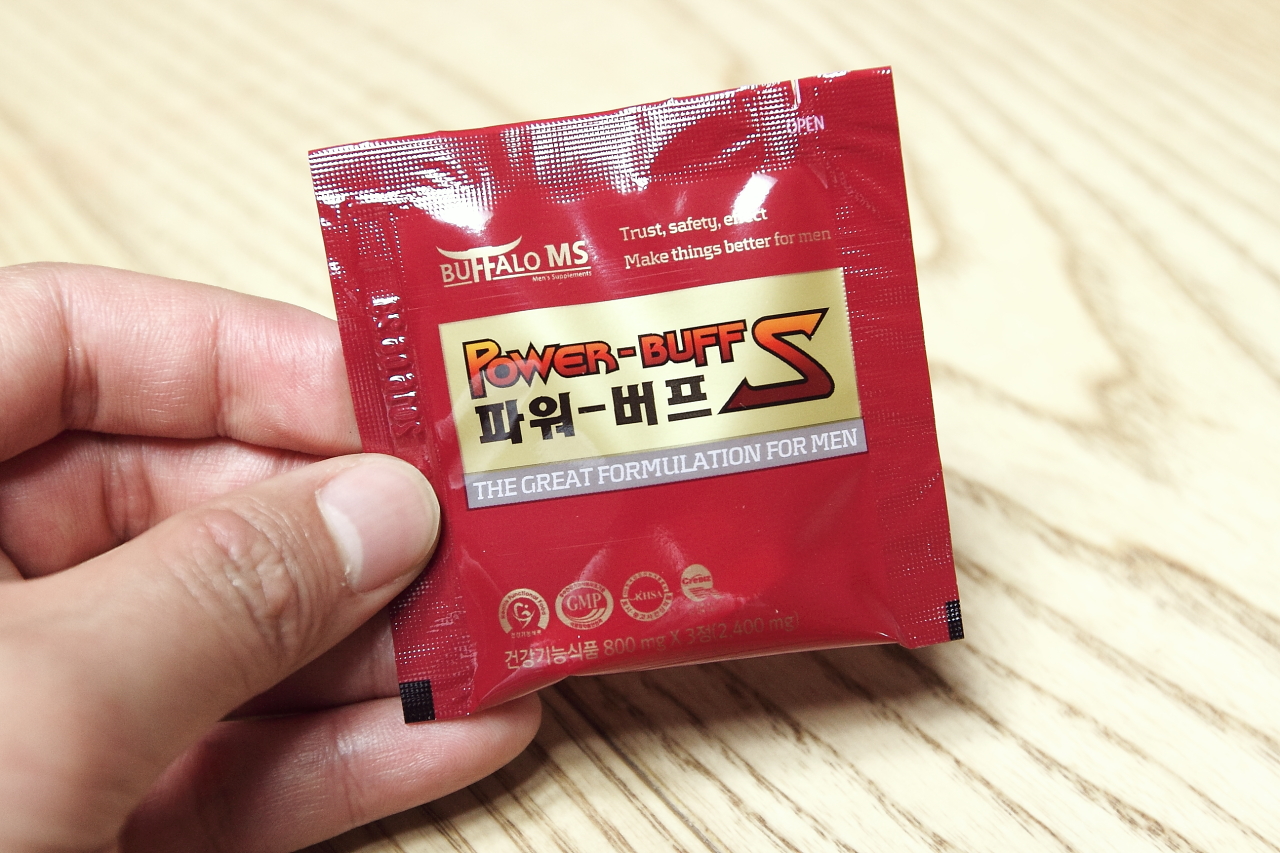 OPEN
BUFFALO MS
Men's Supplements
Trust, safety, effect
Make things better for men
POWER-BUFF S
파워-버프
THE GREAT FORMULATION FOR MEN
GMP
KHSA
건강기능식품 800 mg X 3정(2 400 mg)